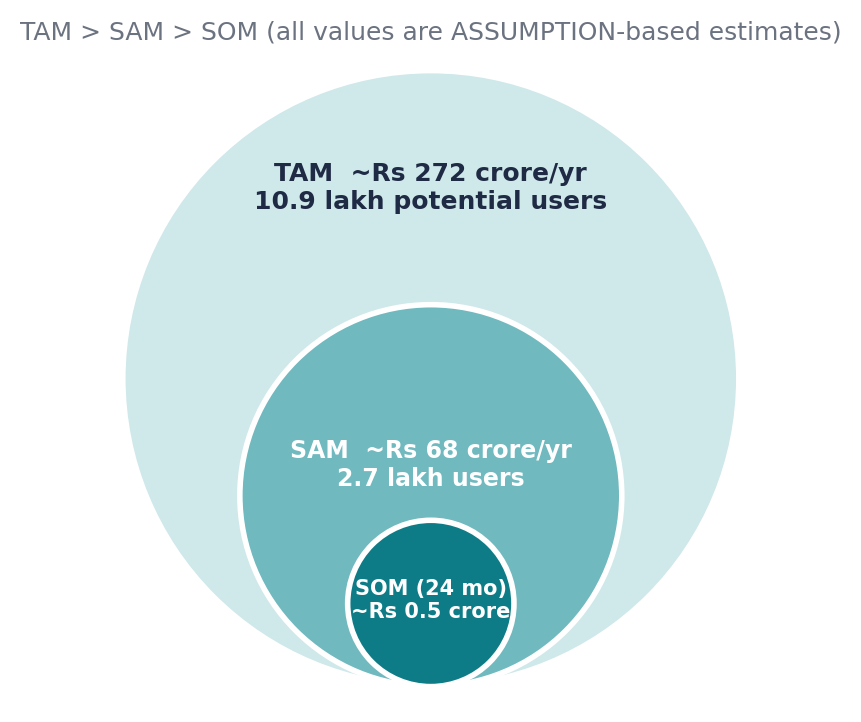 TAM > SAM > SOM (all values are ASSUMPTION-based estimates)
TAM  ~Rs 272 crore/yr
10.9 lakh potential users
SAM  ~Rs 68 crore/yr
2.7 lakh users
SOM (24 mo)
~Rs 0.5 crore